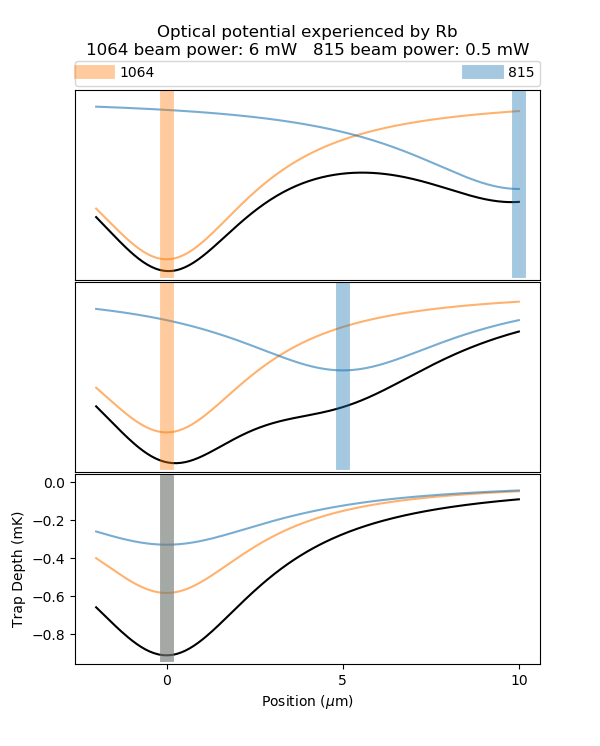 Optical potential experienced by Rb
1064 beam power: 6 mW   815 beam power: 0.5 mW
1064 815
0.0
−0.2
−0.4
−0.6
−0.8
Trap Depth (mK)
0 5 10
Position (μm)